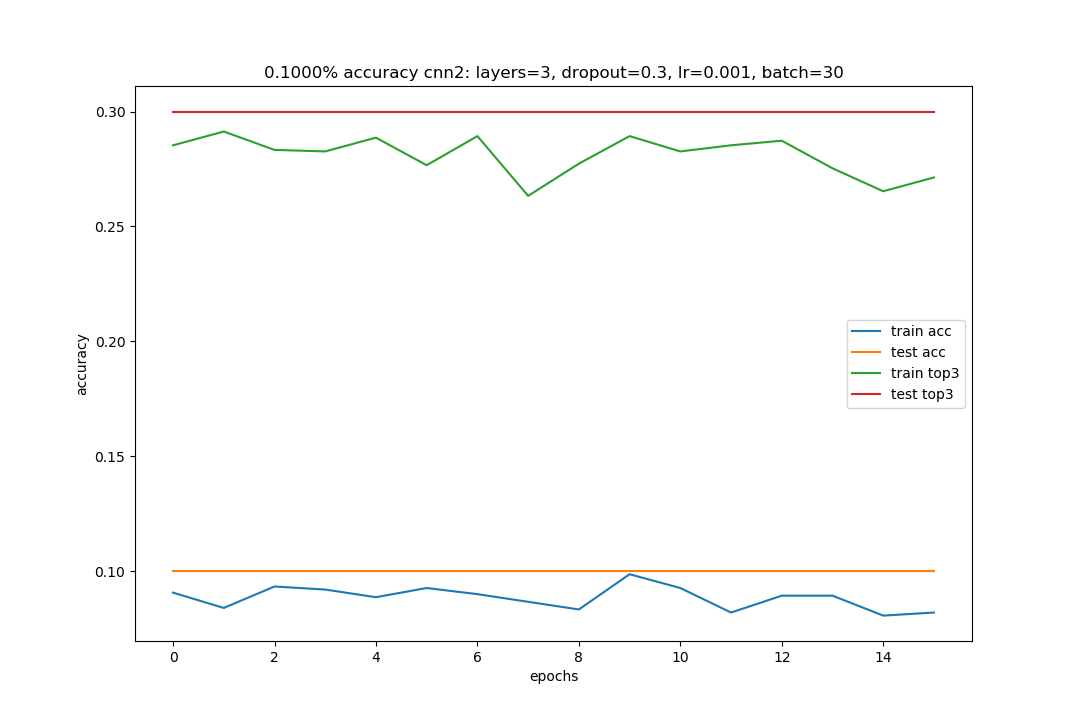 0.1000% accuracy cnn2: layers=3, dropout=0.3, lr=0.001, batch=30
0.30
0.25
0.20
0.15
0.10
accuracy
train acc
test acc
train top3
test top3
0 2 4 6 8 10 12 14
epochs